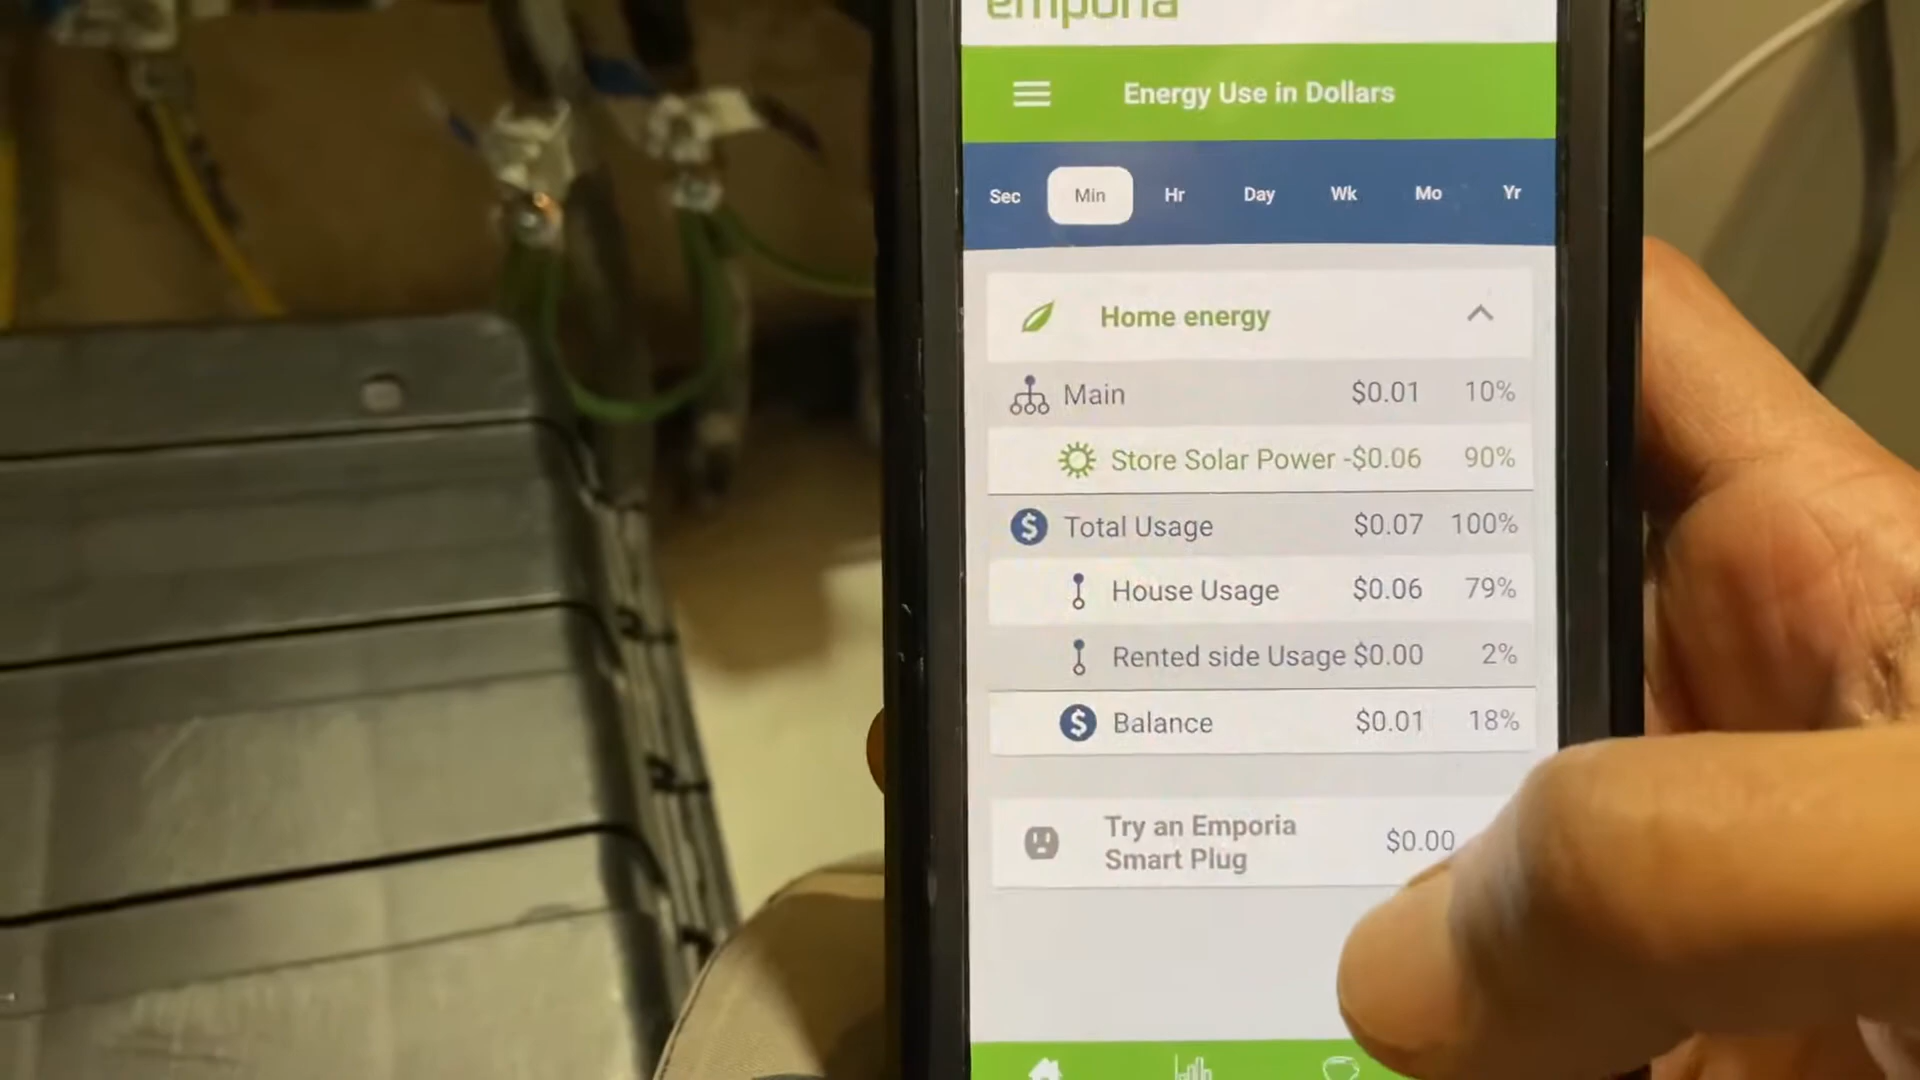 emporia
Energy Use in Dollars
Sec Min Hr Day Wk Mo Yr
Home energy
Main $0.01 10%
Store Solar Power -$0.06 90%
Total Usage $0.07 100%
House Usage $0.06 79%
Rented side Usage $0.00 2%
Balance $0.01 18%
Try an Emporia
Smart Plug $0.00